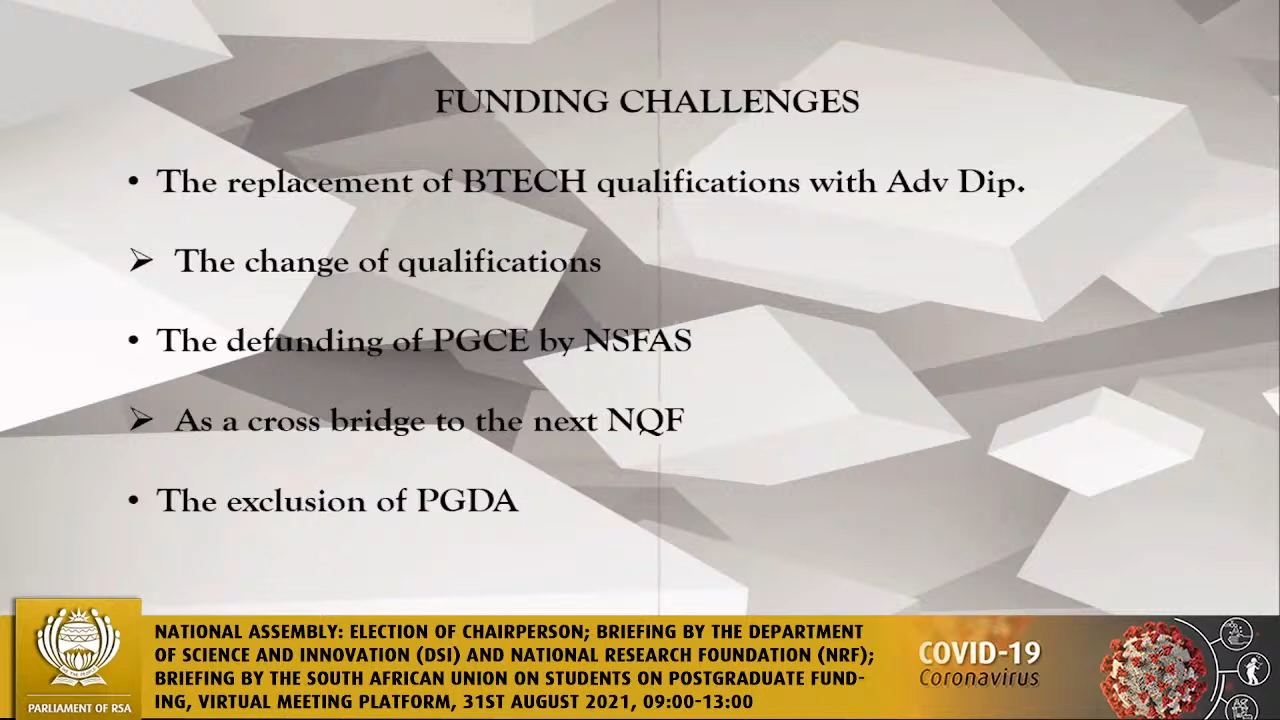 FUNDING CHALLENGES
• The replacement of BTECH qualifications with Adv Dip.
➢ The change of qualifications
• The defunding of PGCE by NSFAS
➢ As a cross bridge to the next NQF
• The exclusion of PGDA
NATIONAL ASSEMBLY: ELECTION OF CHAIRPERSON; BRIEFING BY THE DEPARTMENT
OF SCIENCE AND INNOVATION (DSI) AND NATIONAL RESEARCH FOUNDATION (NRF);
BRIEFING BY THE SOUTH AFRICAN UNION ON STUDENTS ON POSTGRADUATE FUND-
ING, VIRTUAL MEETING PLATFORM, 31ST AUGUST 2021, 09:00-13:00
PARLIAMENT OF RSA
COVID-19
Coronavirus